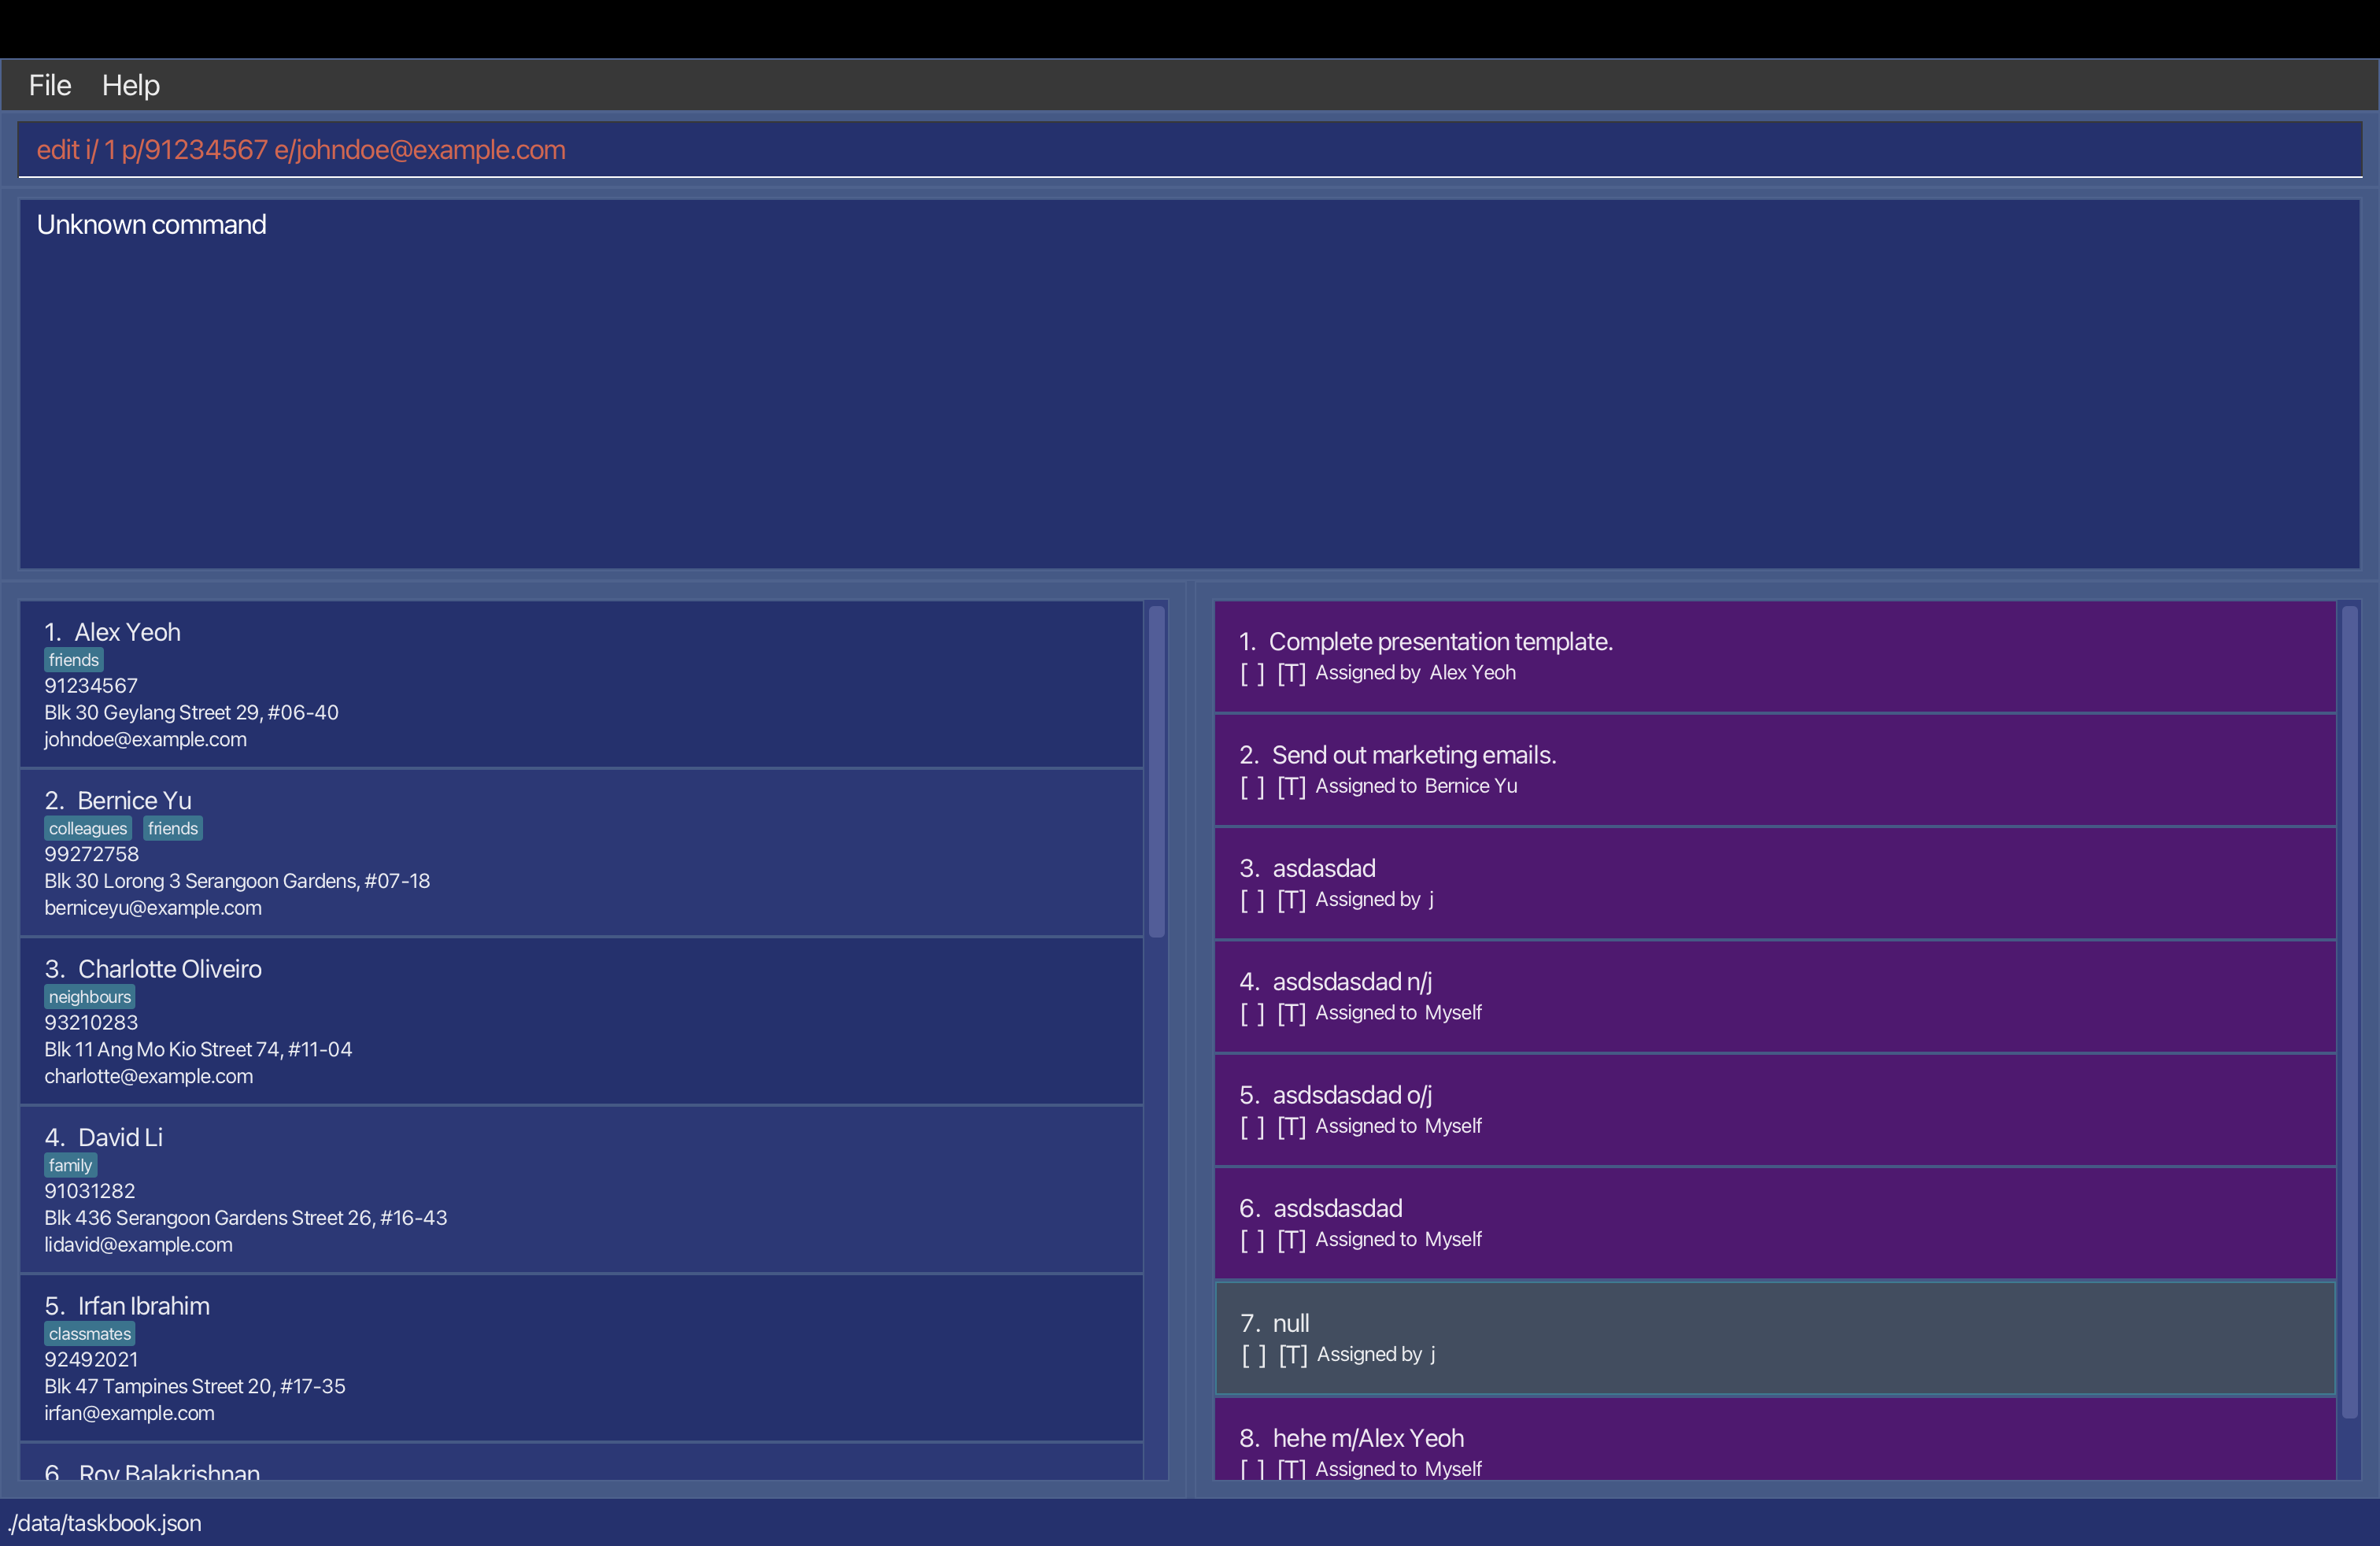 File Help
edit i/ 1 p/91234567 e/johndoe@example.com
Unknown command
1. Alex Yeoh
friends
91234567
Blk 30 Geylang Street 29, #06-40
johndoe@example.com
2. Bernice Yu
colleagues friends
99272758
Blk 30 Lorong 3 Serangoon Gardens, #07-18
berniceyu@example.com
3. Charlotte Oliveiro
neighbours
93210283
Blk 11 Ang Mo Kio Street 74, #11-04
charlotte@example.com
4. David Li
family
91031282
Blk 436 Serangoon Gardens Street 26, #16-43
lidavid@example.com
5. Irfan Ibrahim
classmates
92492021
Blk 47 Tampines Street 20, #17-35
irfan@example.com
6. Roy Balakrishnan
1. Complete presentation template.
[ ] [T] Assigned by Alex Yeoh
2. Send out marketing emails.
[ ] [T] Assigned to Bernice Yu
3. asdasdad
[ ] [T] Assigned by j
4. asdsdasdad n/j
[ ] [T] Assigned to Myself
5. asdsdasdad o/j
[ ] [T] Assigned to Myself
6. asdsdasdad
[ ] [T] Assigned to Myself
7. null
[ ] [T] Assigned by j
8. hehe m/Alex Yeoh
[ ] [T] Assigned to Myself
./data/taskbook.json